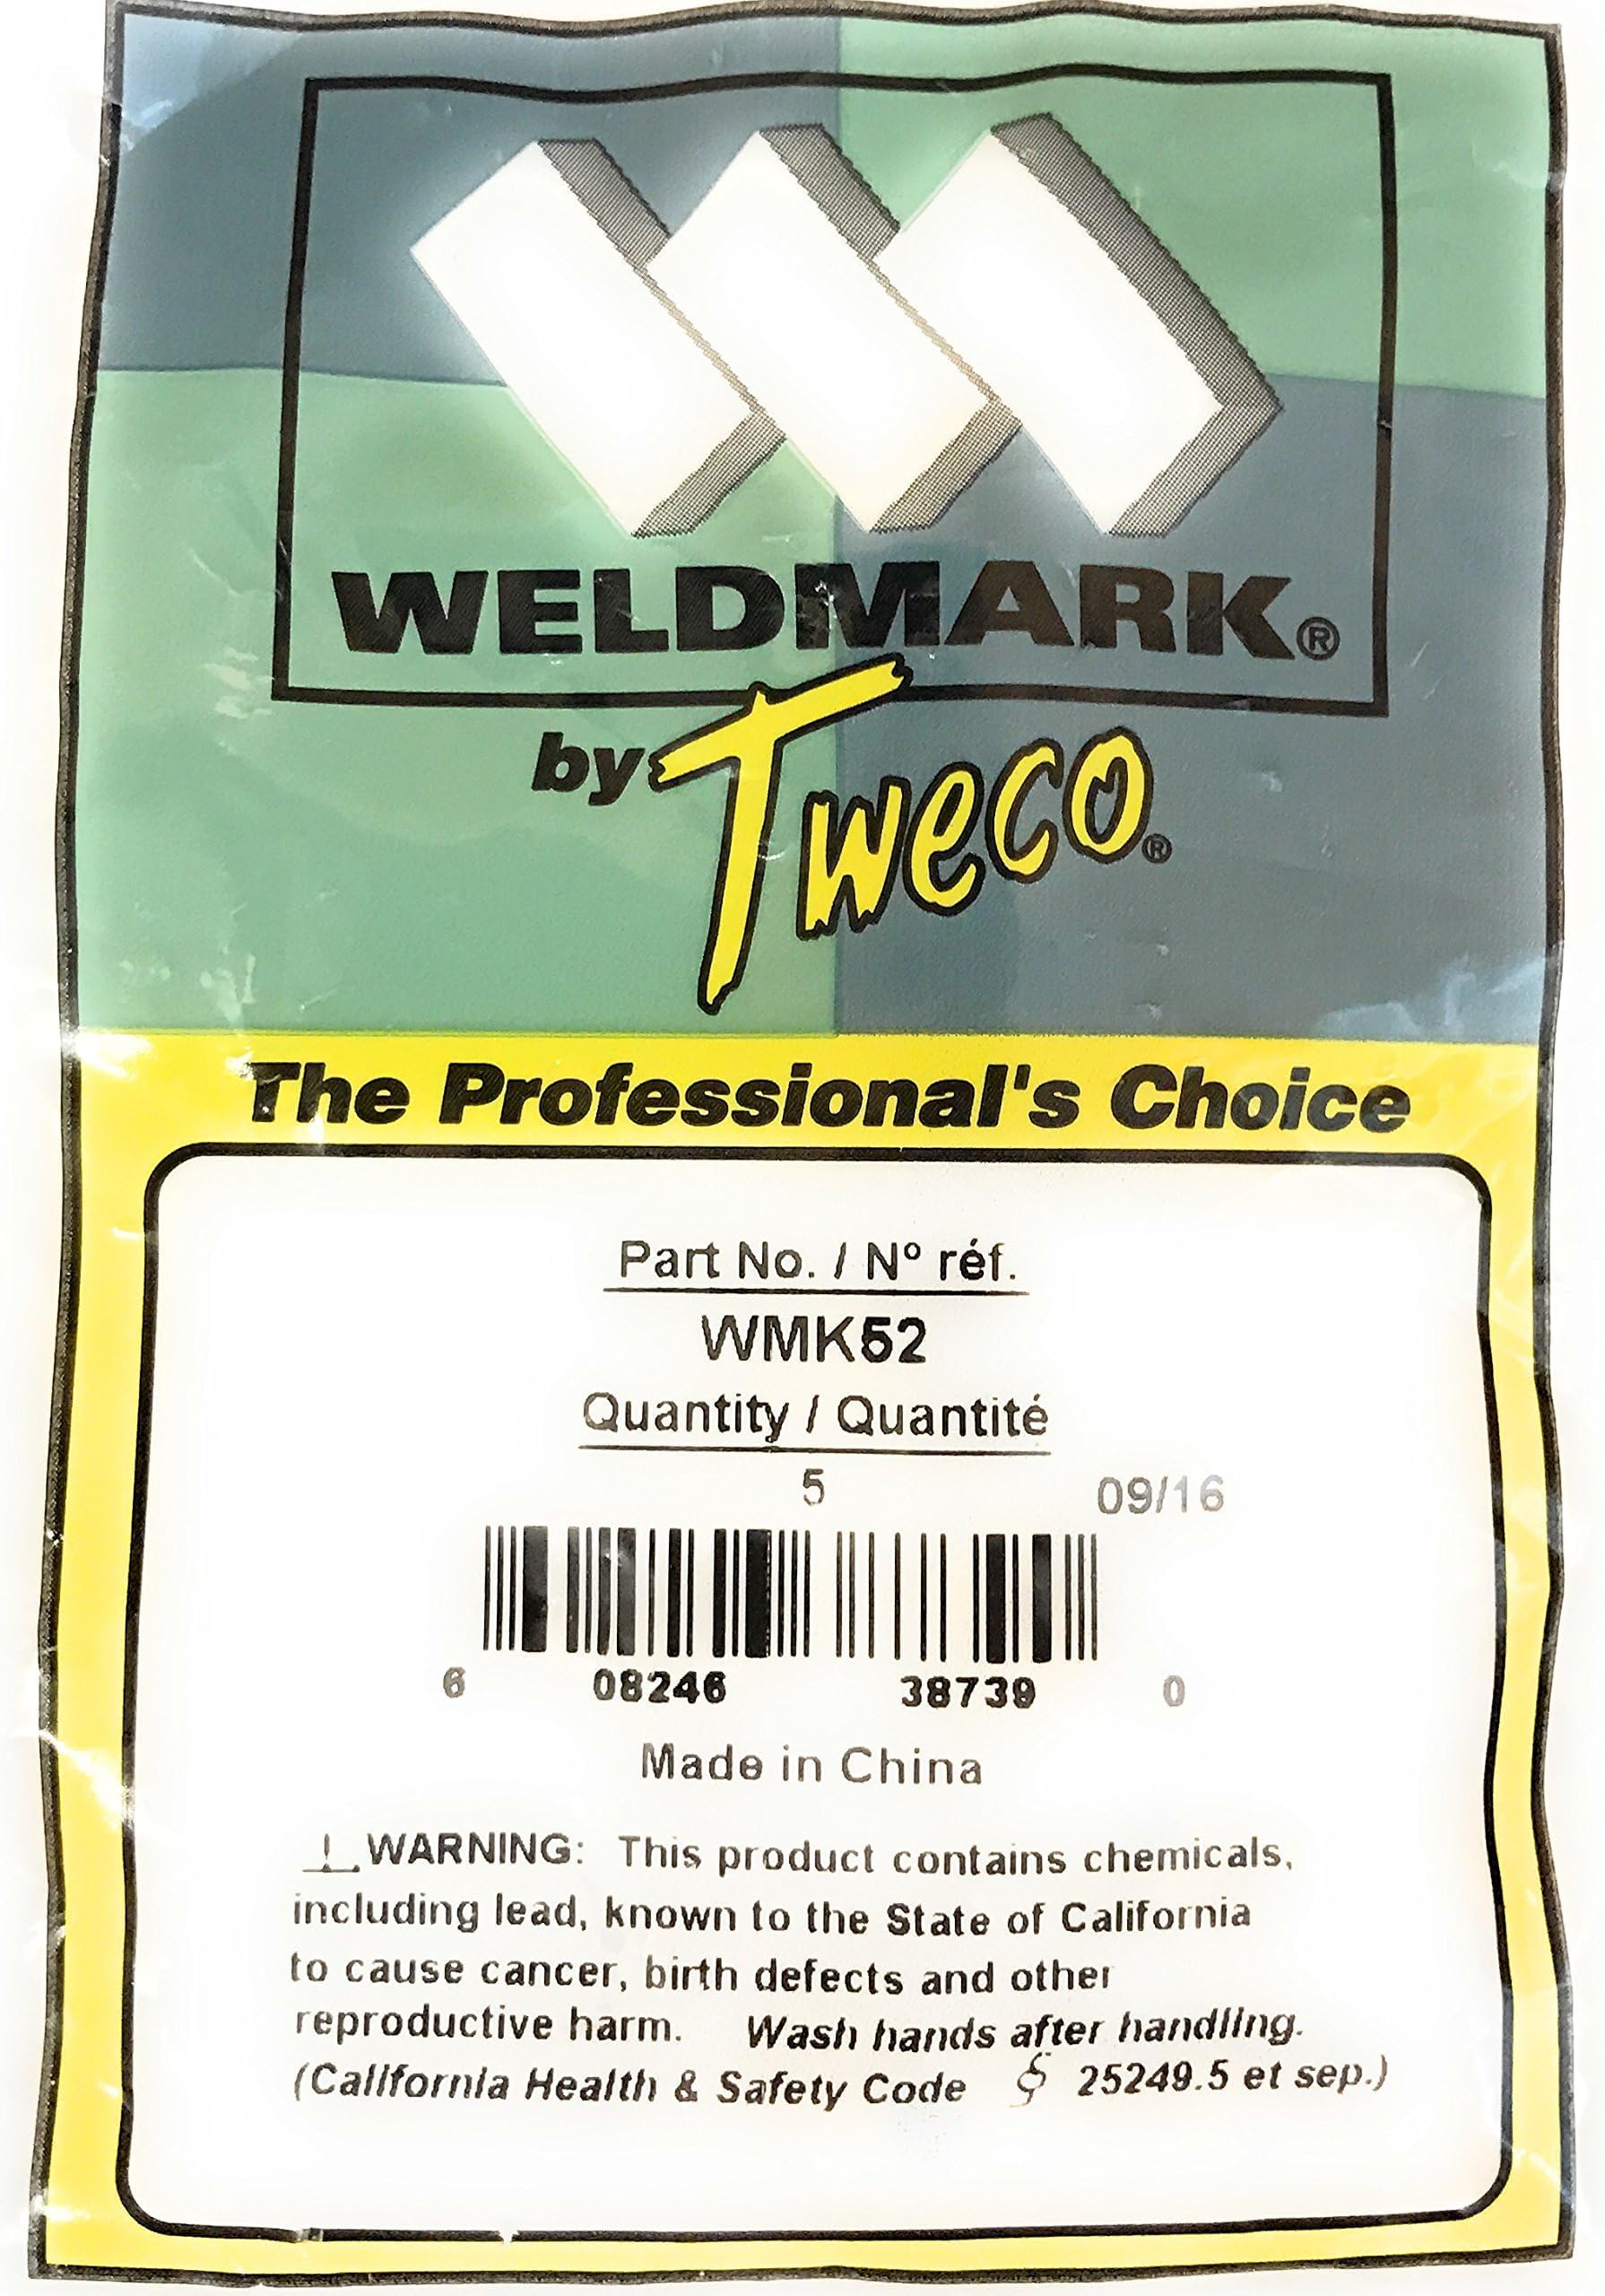 WELDMARK®
by Tweco®
The Professional's Choice
Part No. / Nº réf.
WMK52
Quantity / Quantité
5
09/16
6 08246 38739 0
Made in China
WARNING: This product contains chemicals,
including lead, known to the State of California
to cause cancer, birth defects and other
reproductive harm. Wash hands after handling.
(California Health & Safety Code § 25249.5 et sep.)